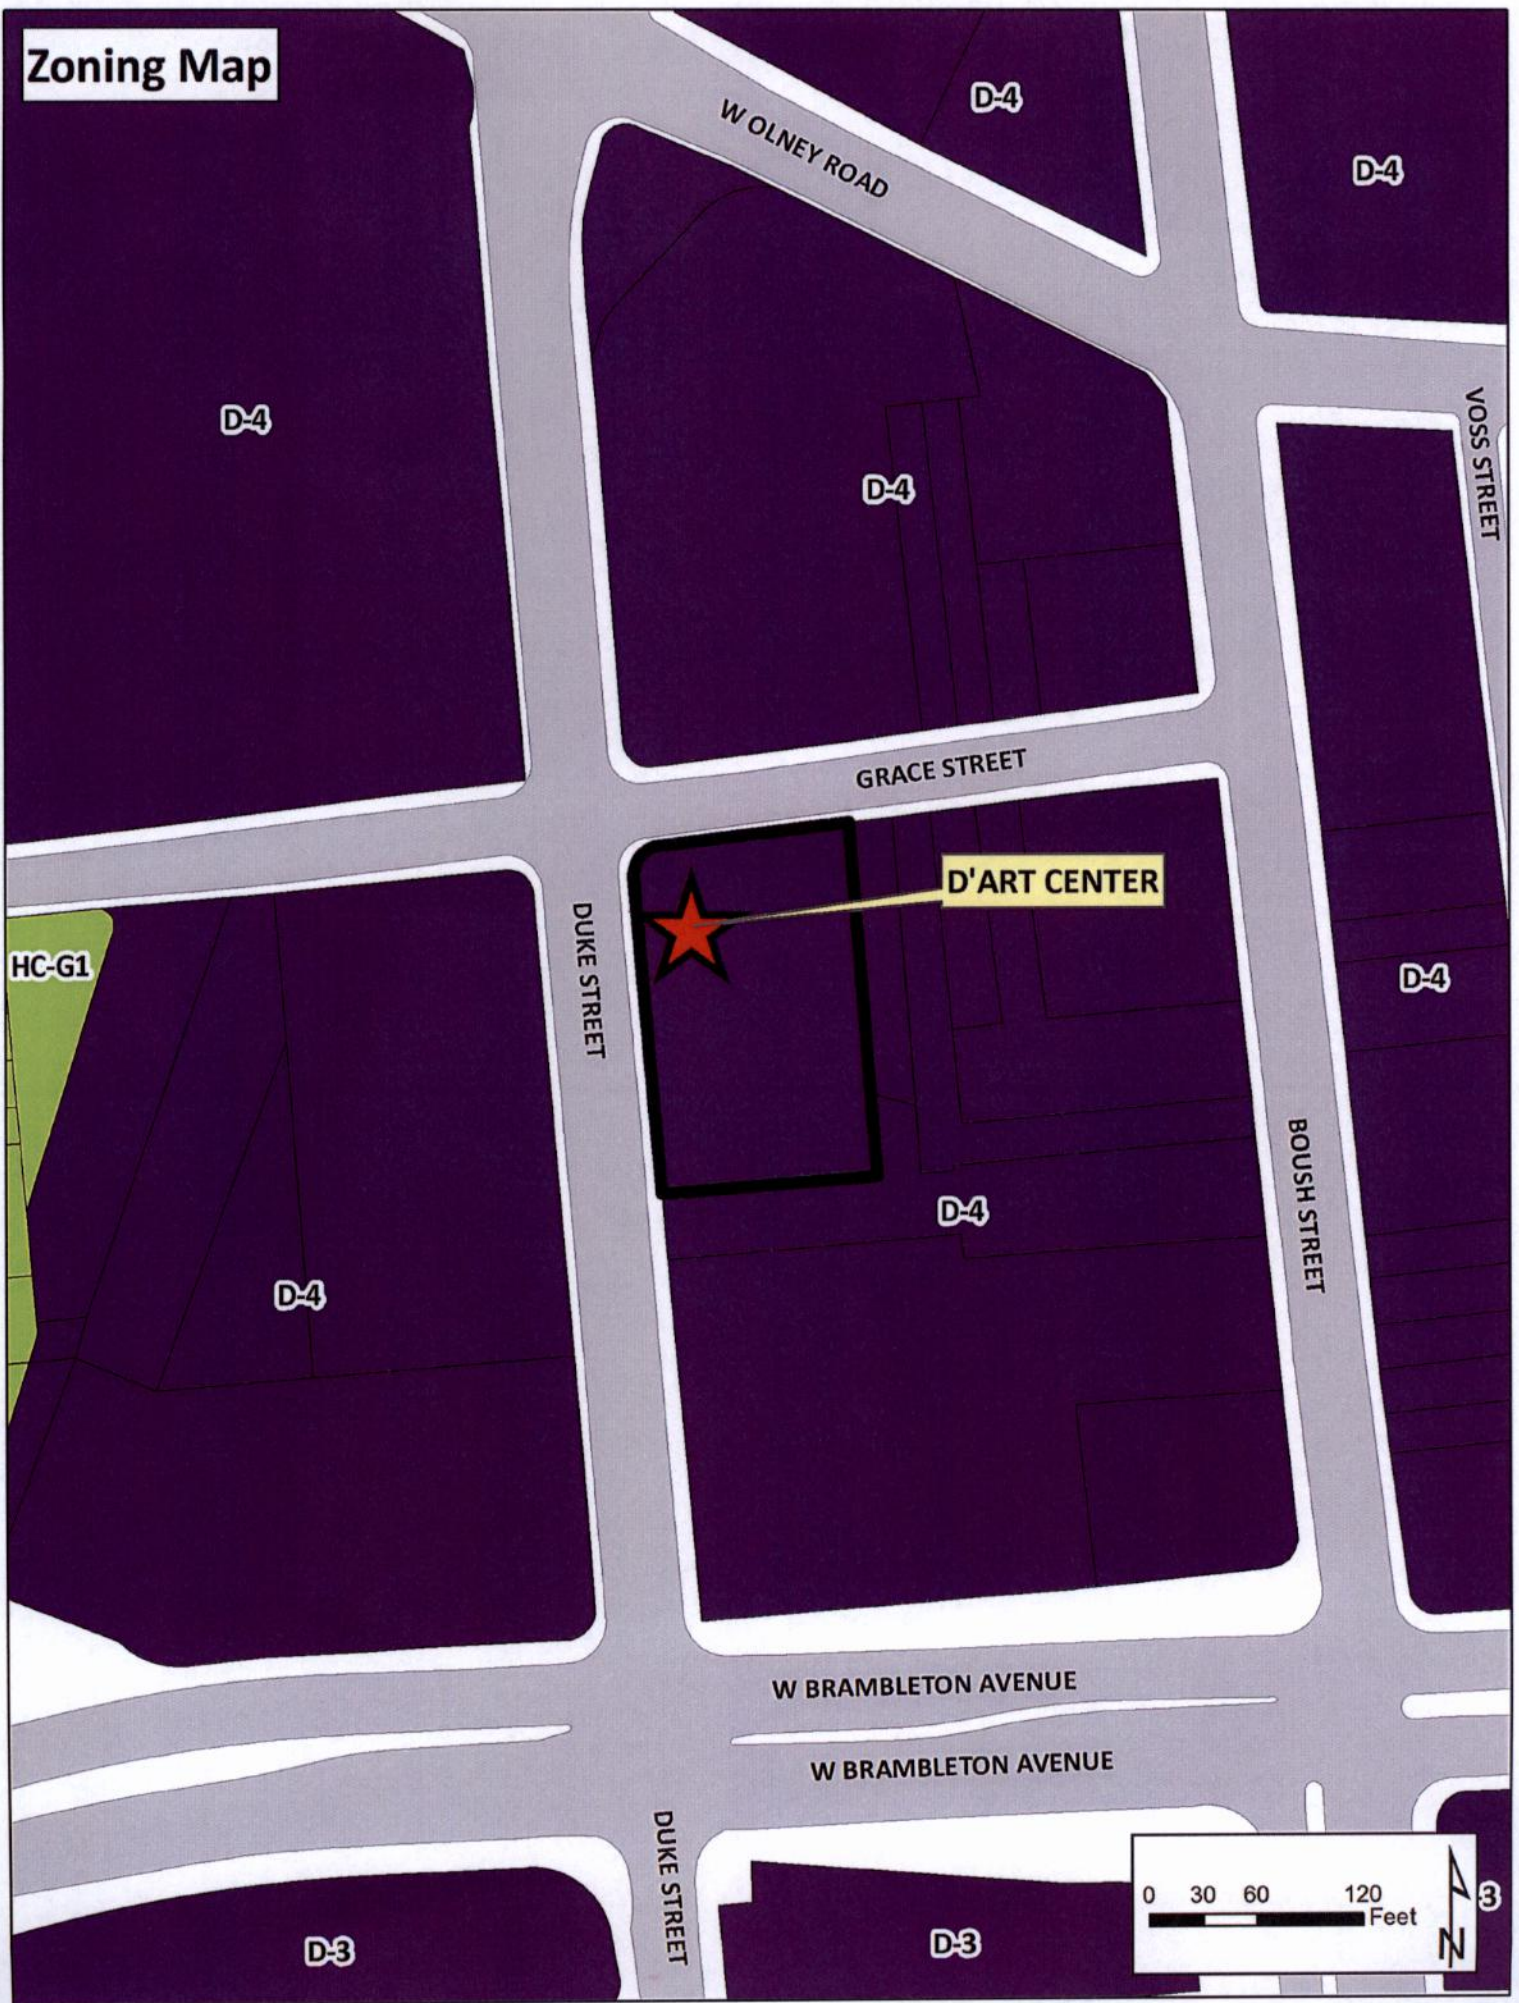 Zoning Map
D-4
W OLNEY ROAD
D-4
D-4
VOSS STREET
D-4
GRACE STREET
D'ART CENTER
DUKE STREET
HC-G1
D-4
BOUSH STREET
D-4
D-4
W BRAMBLETON AVENUE
W BRAMBLETON AVENUE
DUKE STREET
0 30 60 120
Feet
N
3
D-3
D-3